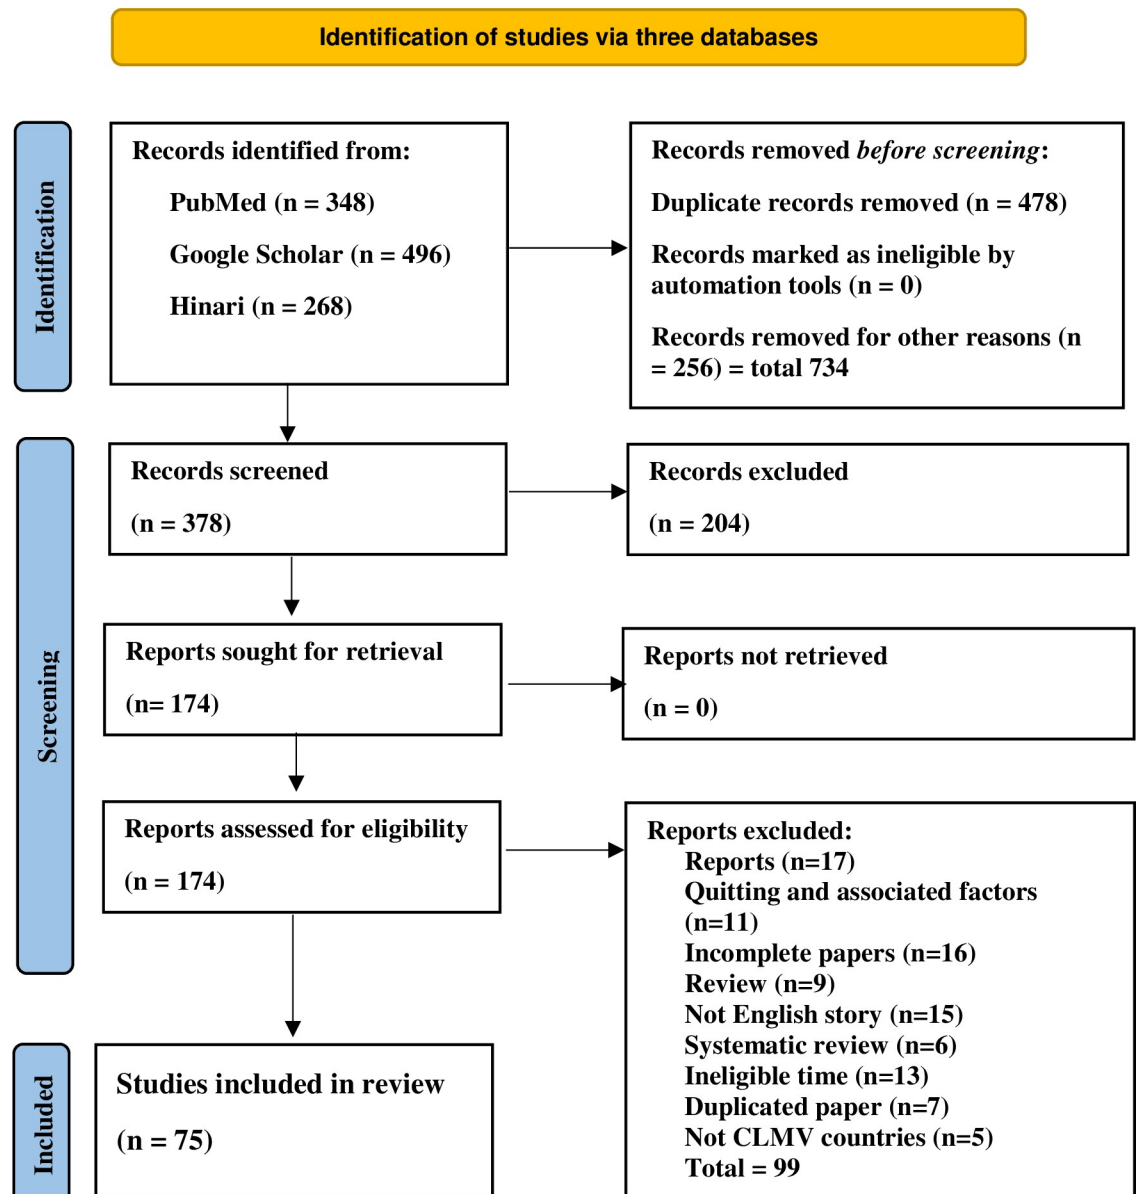 Identification of studies via three databases
Identification
Records identified from:
PubMed (n = 348)
Google Scholar (n = 496)
Hinari (n = 268)
Records removed before screening:
Duplicate records removed (n = 478)
Records marked as ineligible by
automation tools (n = 0)
Records removed for other reasons (n
= 256) = total 734
Screening
Records screened
(n = 378)
Records excluded
(n = 204)
Reports sought for retrieval
(n= 174)
Reports not retrieved
(n = 0)
Reports assessed for eligibility
(n = 174)
Reports excluded:
Reports (n=17)
Quitting and associated factors
(n=11)
Incomplete papers (n=16)
Review (n=9)
Not English story (n=15)
Systematic review (n=6)
Ineligible time (n=13)
Duplicated paper (n=7)
Not CLMV countries (n=5)
Total = 99
Included
Studies included in review
(n = 75)